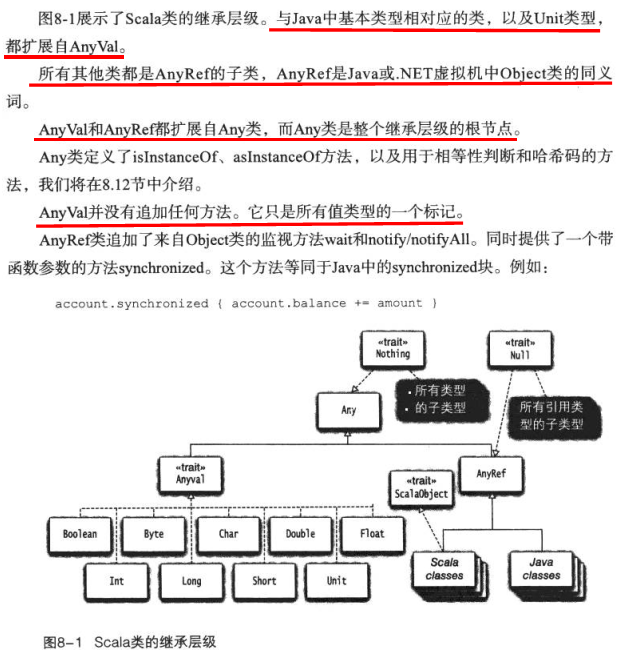 图8-1展示了Scala类的继承层级。与Java中基本类型相对应的类，以及Unit类型，
都扩展自AnyVal。
所有其他类都是AnyRef的子类，AnyRef是Java或.NET虚拟机中Object类的同义
词。
AnyVal和AnyRef都扩展自Any类，而Any类是整个继承层级的根节点。
Any类定义了isInstanceOf、asInstanceOf方法，以及用于相等性判断和哈希码的方
法，我们将在8.12节中介绍。
AnyVal并没有追加任何方法。它只是所有值类型的一个标记。
AnyRef类追加了来自Object类的监视方法wait和notify/notifyAll。同时提供了一个带
函数参数的方法synchronized。这个方法等同于Java中的synchronized块。例如：
account.synchronized { account.balance += amount }
«trait»
Nothing
«trait»
Null
·所有类型
·的子类型
所有引用类
型的子类型
Any
«trait»
Anyval
«trait»
ScalaObject
AnyRef
Boolean
Byte
Char
Double
Float
Int
Long
Short
Unit
Scala
classes
Java
classes
图8-1 Scala类的继承层级